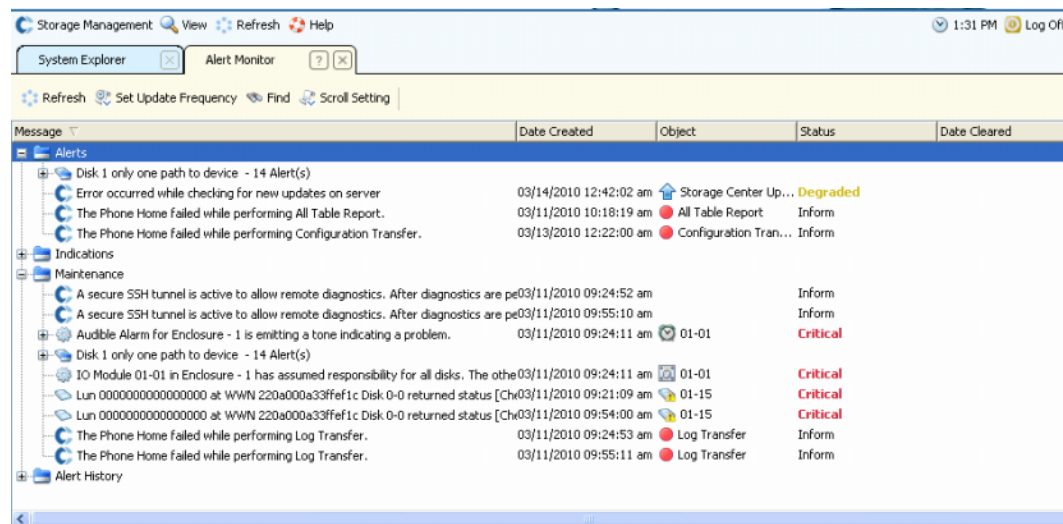 Storage Management View Refresh Help 1:31 PM Log Off
System Explorer Alert Monitor
Refresh Set Update Frequency Find Scroll Setting
Message Date Created Object Status Date Cleared
Alerts
Disk 1 only one path to device - 14 Alert(s)
Error occurred while checking for new updates on server 03/14/2010 12:42:02 am Storage Center Up... Degraded
The Phone Home failed while performing All Table Report. 03/11/2010 10:18:19 am All Table Report Inform
The Phone Home failed while performing Configuration Transfer. 03/13/2010 12:22:00 am Configuration Tran... Inform
Indications
Maintenance
A secure SSH tunnel is active to allow remote diagnostics. After diagnostics are pe 03/11/2010 09:24:52 am Inform
A secure SSH tunnel is active to allow remote diagnostics. After diagnostics are pe 03/11/2010 09:55:10 am Inform
Audible Alarm for Enclosure - 1 is emitting a tone indicating a problem. 03/11/2010 09:24:11 am 01-01 Critical
Disk 1 only one path to device - 14 Alert(s)
IO Module 01-01 in Enclosure - 1 has assumed responsibility for all disks. The othe 03/11/2010 09:24:11 am 01-01 Critical
Lun 0000000000000000 at WWN 220a000a33ffef1c Disk 0-0 returned status [Che 03/11/2010 09:21:09 am 01-15 Critical
Lun 0000000000000000 at WWN 220a000a33ffef1c Disk 0-0 returned status [Che 03/11/2010 09:54:00 am 01-15 Critical
The Phone Home failed while performing Log Transfer. 03/11/2010 09:24:53 am Log Transfer Inform
The Phone Home failed while performing Log Transfer. 03/11/2010 09:55:11 am Log Transfer Inform
Alert History